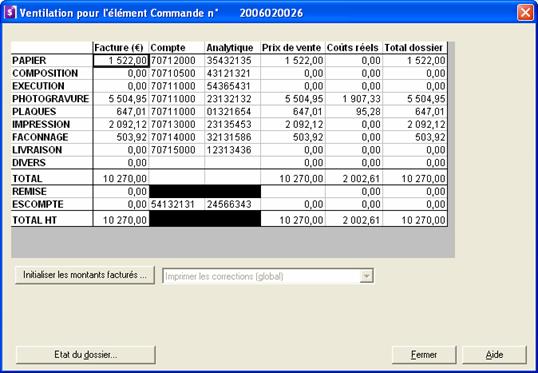 Ventilation pour l'élément Commande n° 2006020026
Facture (€) Compte Analytique Prix de vente Coûts réels Total dossier
PAPIER 1 522,00 70712000 35432135 1 522,00 0,00 1 522,00
COMPOSITION 0,00 70710500 43121321 0,00 0,00 0,00
EXECUTION 0,00 70711000 54365431 0,00 0,00 0,00
PHOTOGRAVURE 5 504,95 70711000 23132132 5 504,95 1 907,33 5 504,95
PLAQUES 647,01 70711000 01321654 647,01 95,28 647,01
IMPRESSION 2 092,12 70713000 23135453 2 092,12 0,00 2 092,12
FACONNAGE 503,92 70714000 32131586 503,92 0,00 503,92
LIVRAISON 0,00 70715000 12313436 0,00 0,00 0,00
DIVERS 0,00 0,00 0,00 0,00
TOTAL 10 270,00 10 270,00 2 002,61 10 270,00
REMISE 0,00 0,00 0,00
ESCOMPTE 0,00 54132131 24566343 0,00 0,00 0,00
TOTAL HT 10 270,00 10 270,00 2 002,61 10 270,00
Initialiser les montants facturés ... Imprimer les corrections (global)
Etat du dossier... Fermer Aide